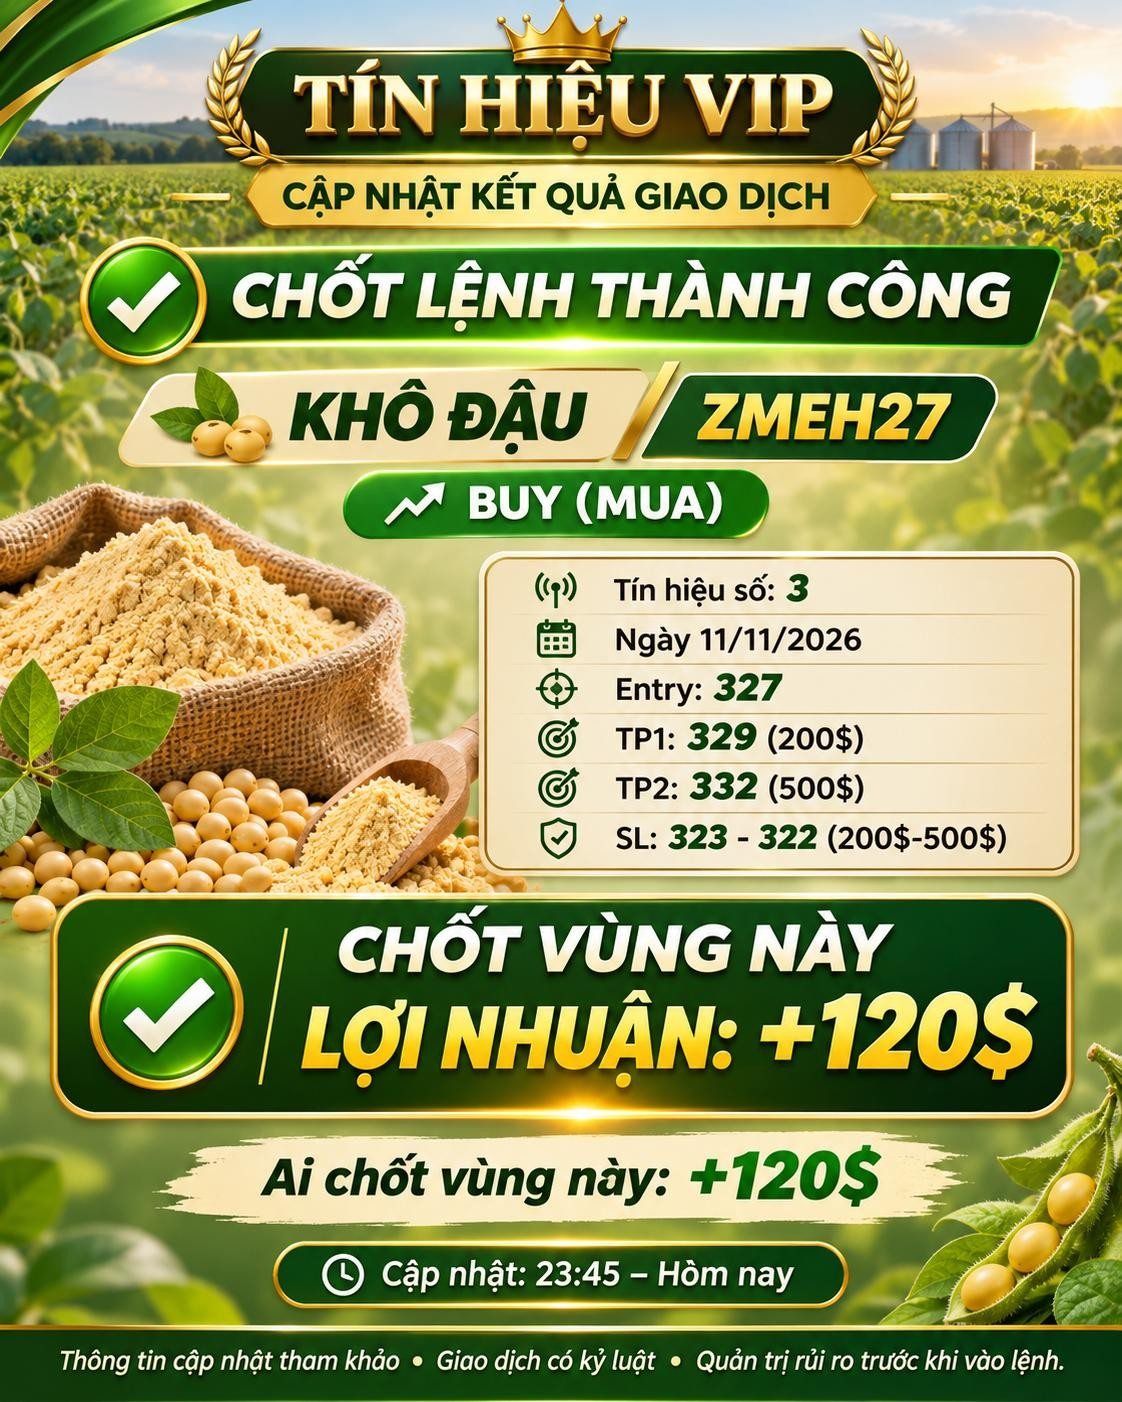 TÍN HIỆU VIP
CẬP NHẬT KẾT QUẢ GIAO DỊCH
CHỐT LỆNH THÀNH CÔNG
KHÔ ĐẬU ZMEH27
BUY (MUA)
Tín hiệu số: 3
Ngày 11/11/2026
Entry: 327
TP1: 329 (200$)
TP2: 332 (500$)
SL: 323 - 322 (200$-500$)
CHỐT VÙNG NÀY
LỢI NHUẬN: +120$
Ai chốt vùng này: +120$
Cập nhật: 23:45 – Hòm nay
Thông tin cập nhật tham khảo • Giao dịch có kỷ luật • Quản trị rủi ro trước khi vào lệnh.